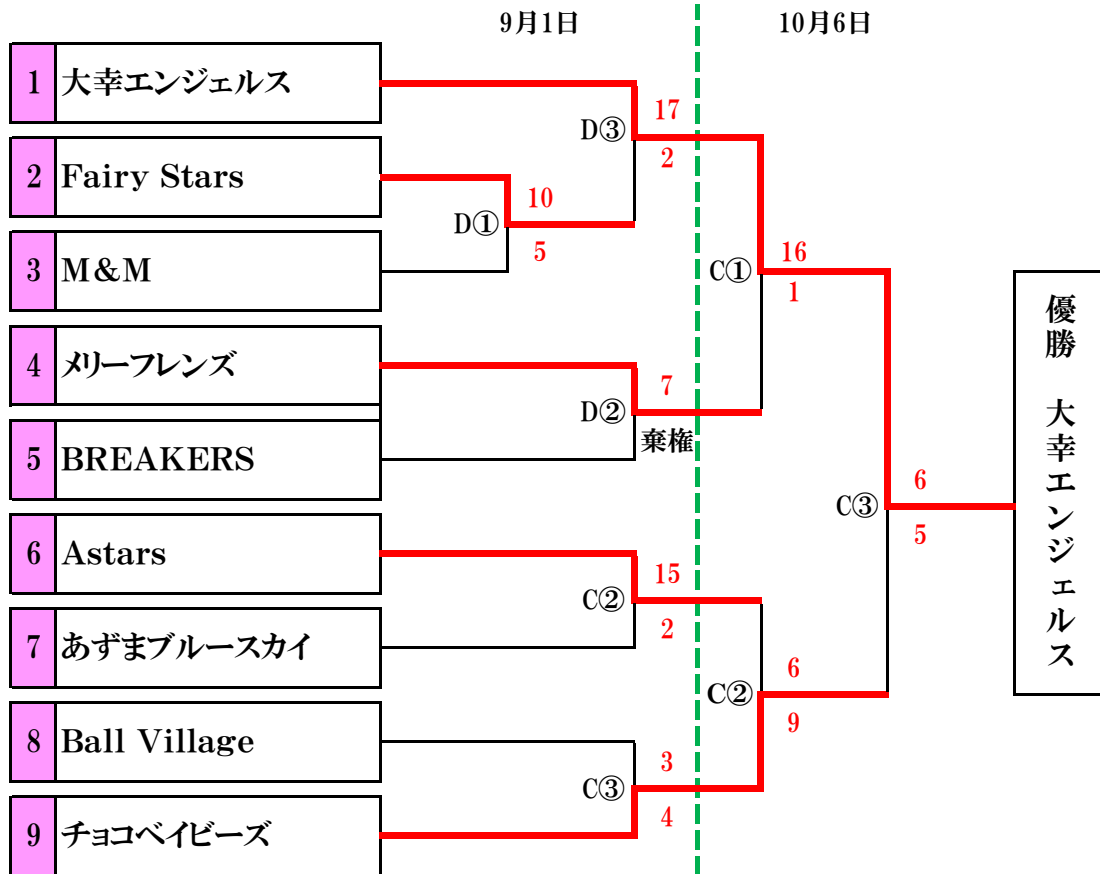 9月1日
10月6日
1 大幸エンジェルス
17
D③
2
2 Fairy Stars
10
D①
5
3 M&M
16
C①
1
4 メリーフレンズ
7
D②
棄権
5 BREAKERS
6
C③
5
優勝 大幸エンジェルス
6 Astars
15
C②
2
7 あずまブルースカイ
6
C②
9
8 Ball Village
3
C③
4
9 チョコベイビーズ